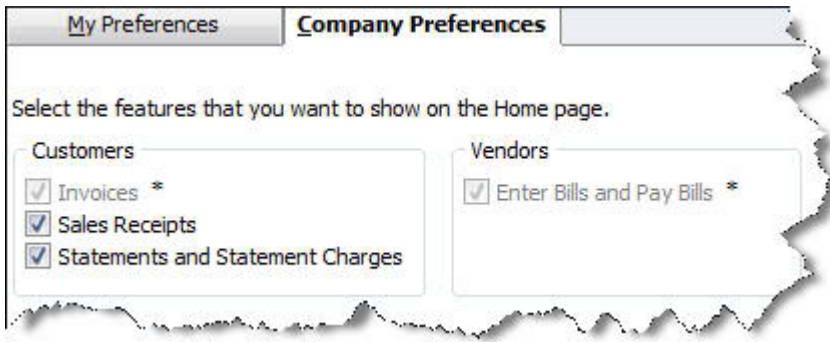 My Preferences
Company Preferences
Select the features that you want to show on the Home page.
Customers
Invoices *
Sales Receipts
Statements and Statement Charges
Vendors
Enter Bills and Pay Bills *